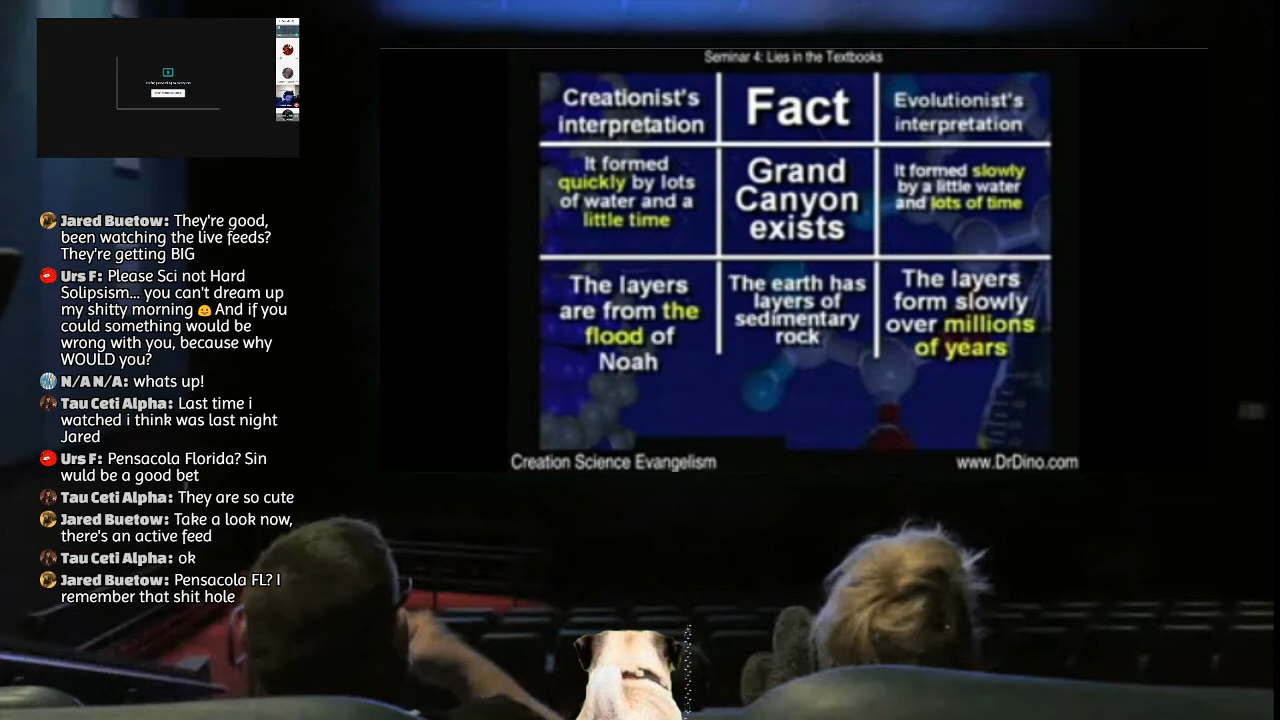 Seminar 4: Lies in the Textbooks
Creationist's
interpretation
Fact
Evolutionist's
interpretation
It formed
quickly by lots
of water and a
little time
Grand
Canyon
exists
It formed slowly
by a little water
and lots of time
The layers
are from the
flood of
Noah
The earth has
layers of
sedimentary
rock
The layers
form slowly
over millions
of years
Creation Science Evangelism
www.DrDino.com
Jared Buetow: They're good,
been watching the live feeds?
They're getting BIG
Urs F: Please Sci not Hard
Solipsism... you can't dream up
my shitty morning 🤗 And if you
could something would be
wrong with you, because why
WOULD you?
N/A N/A: whats up!
Tau Ceti Alpha: Last time i
watched i think was last night
Jared
Urs F: Pensacola Florida? Sin
wuld be a good bet
Tau Ceti Alpha: They are so cute
Jared Buetow: Take a look now,
there's an active feed
Tau Ceti Alpha: ok
Jared Buetow: Pensacola FL? I
remember that shit hole